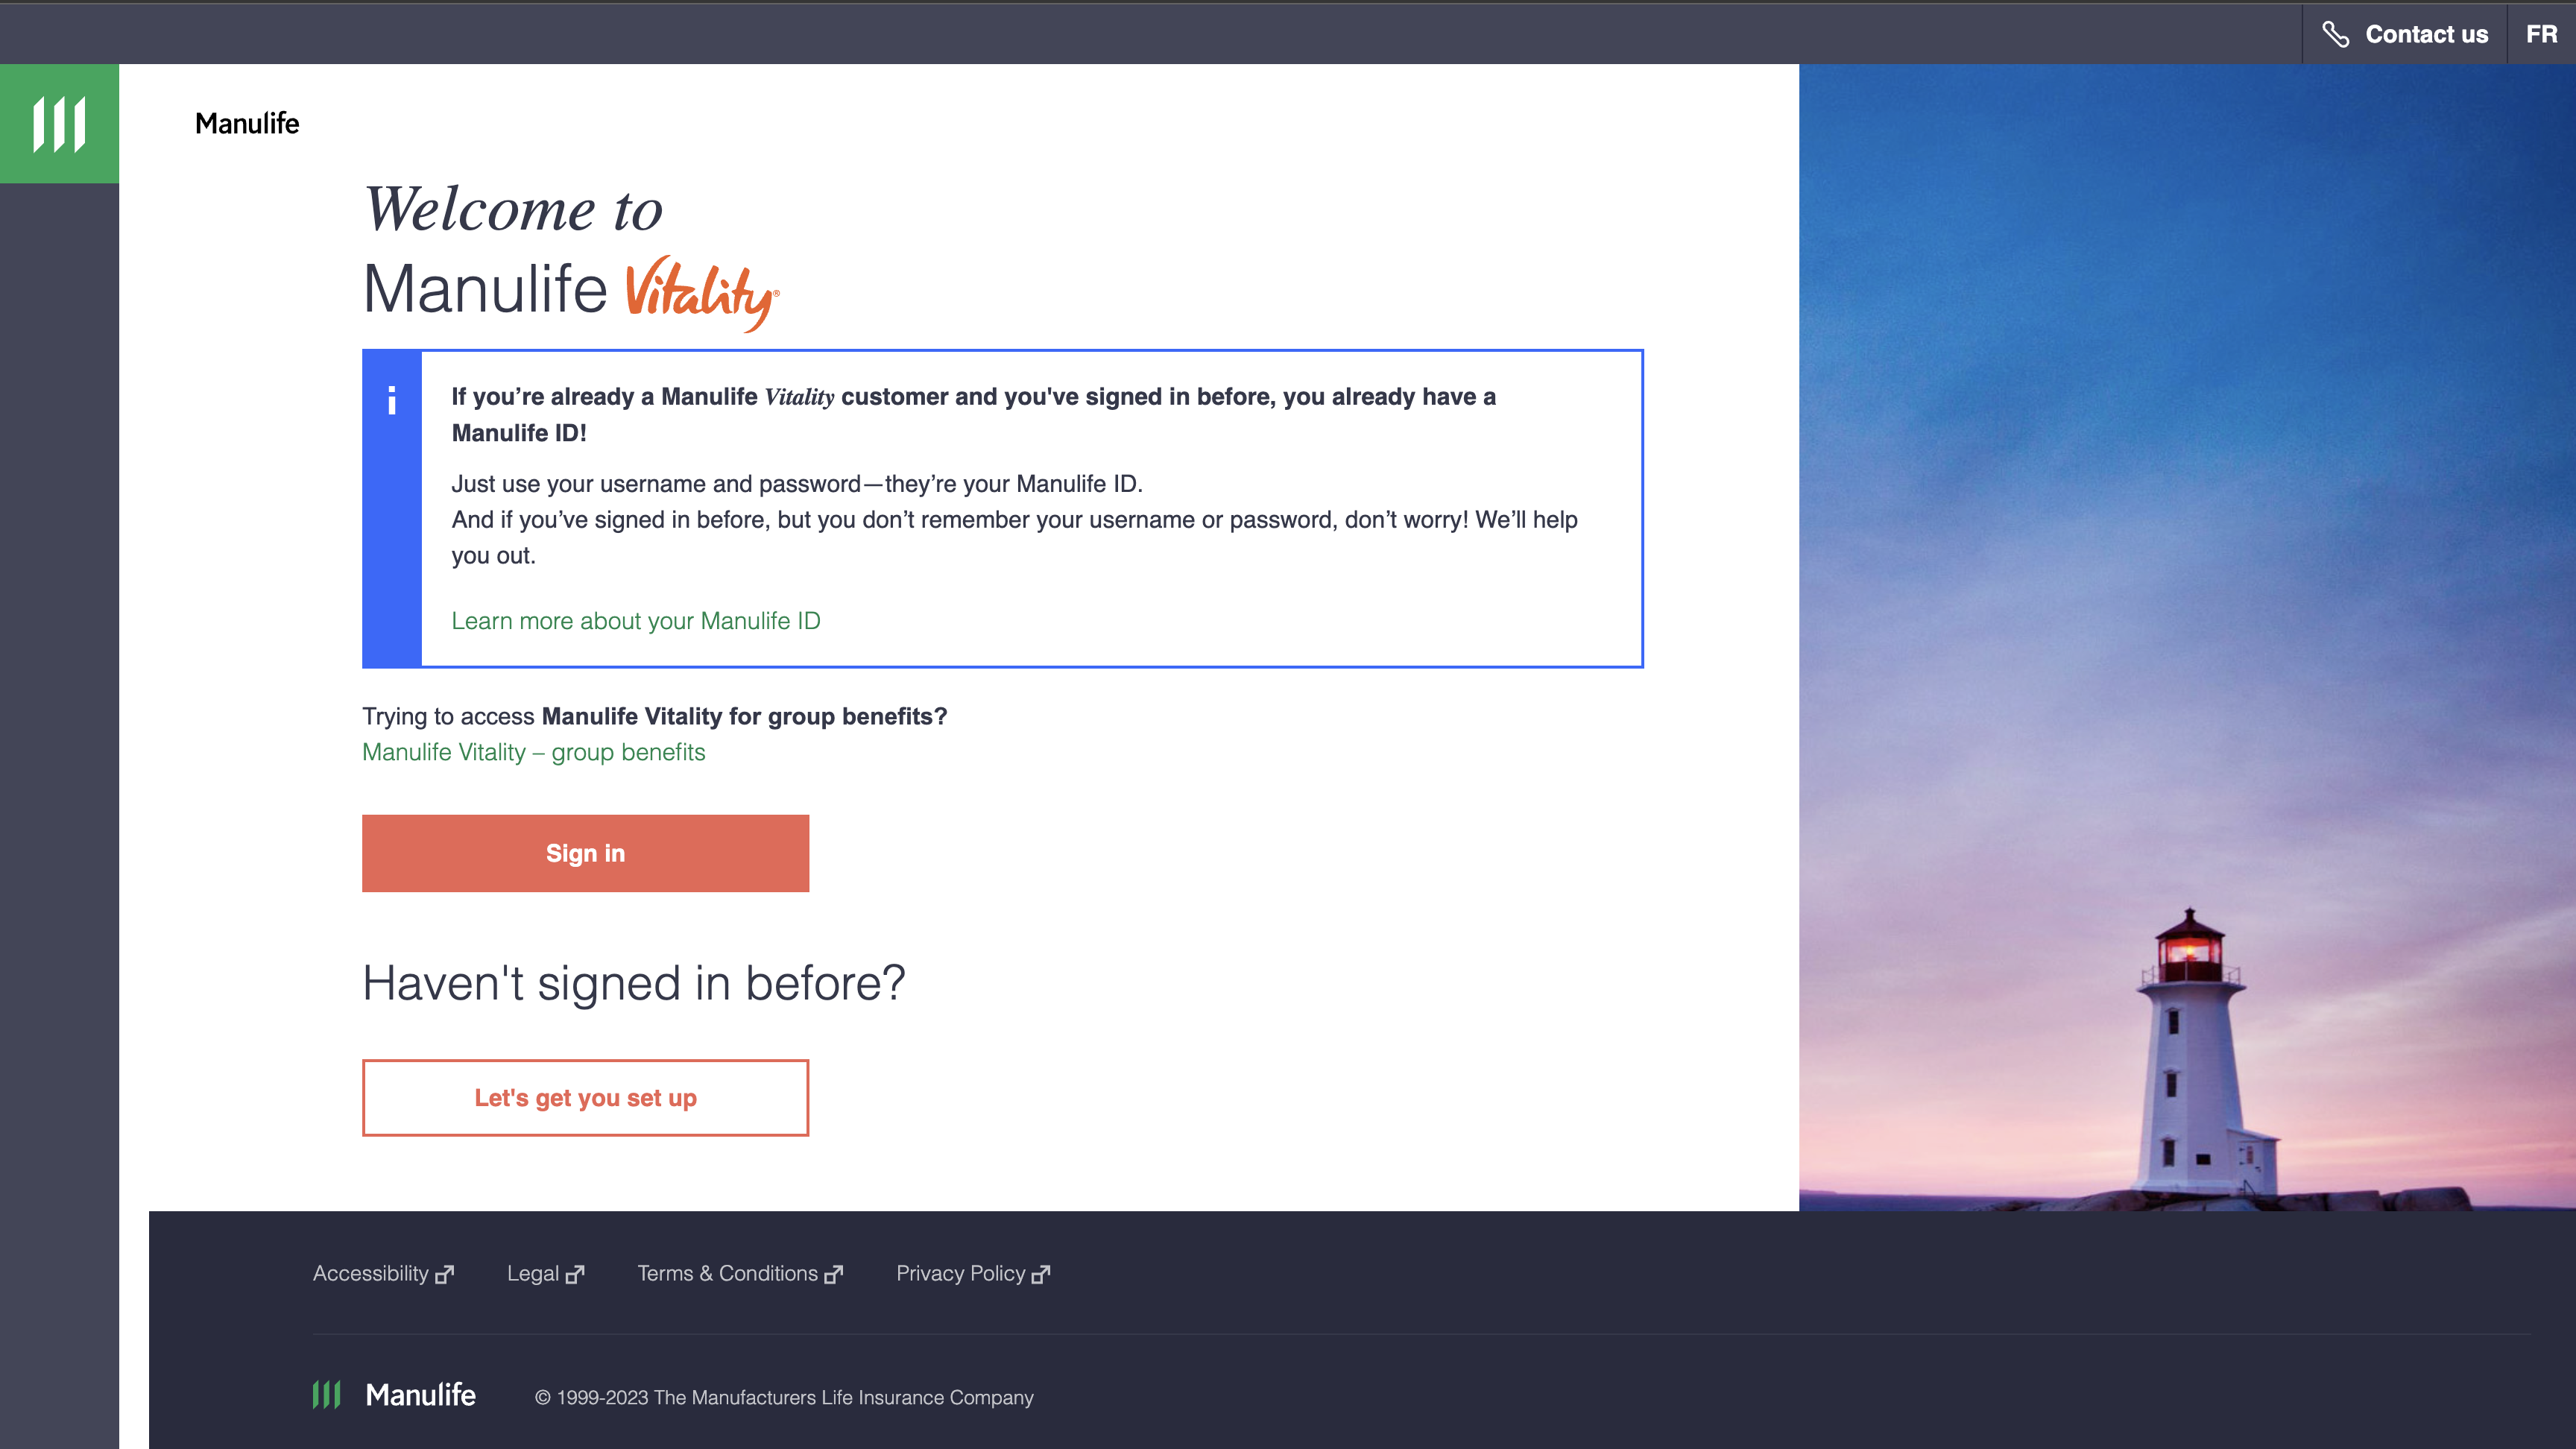 Contact us
FR
Manulife
Welcome to
Manulife Vitality®
If you’re already a Manulife Vitality customer and you've signed in before, you already have a
Manulife ID!
Just use your username and password—they’re your Manulife ID.
And if you’ve signed in before, but you don’t remember your username or password, don’t worry! We’ll help
you out.
Learn more about your Manulife ID
Trying to access Manulife Vitality for group benefits?
Manulife Vitality – group benefits
Sign in
Haven't signed in before?
Let's get you set up
Accessibility
Legal
Terms & Conditions
Privacy Policy
Manulife
© 1999-2023 The Manufacturers Life Insurance Company